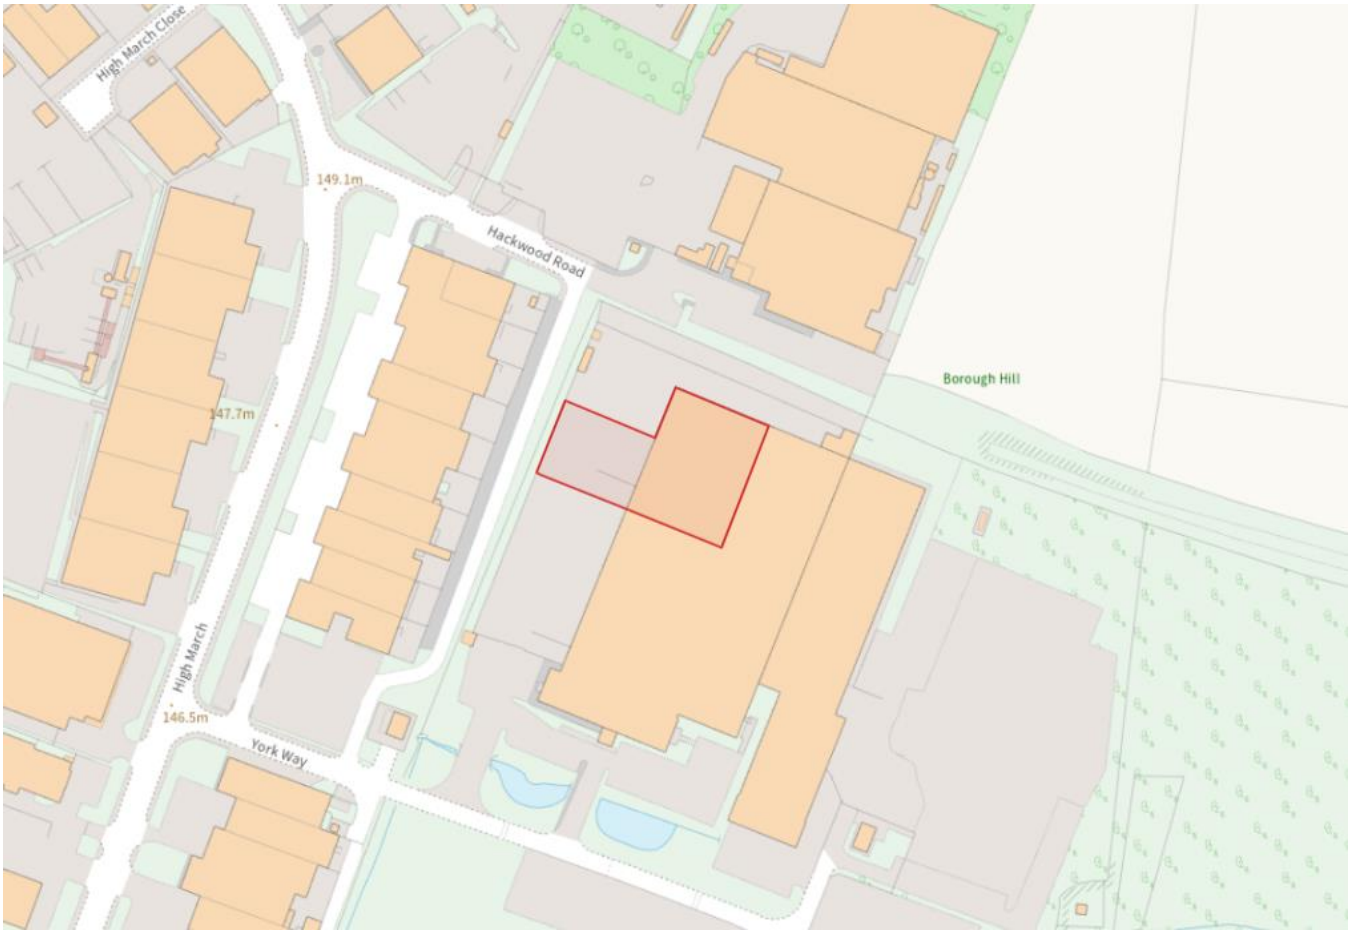 High March Close
149.1m
Hackwood Road
Borough Hill
147.7m
High March
146.5m
York Way